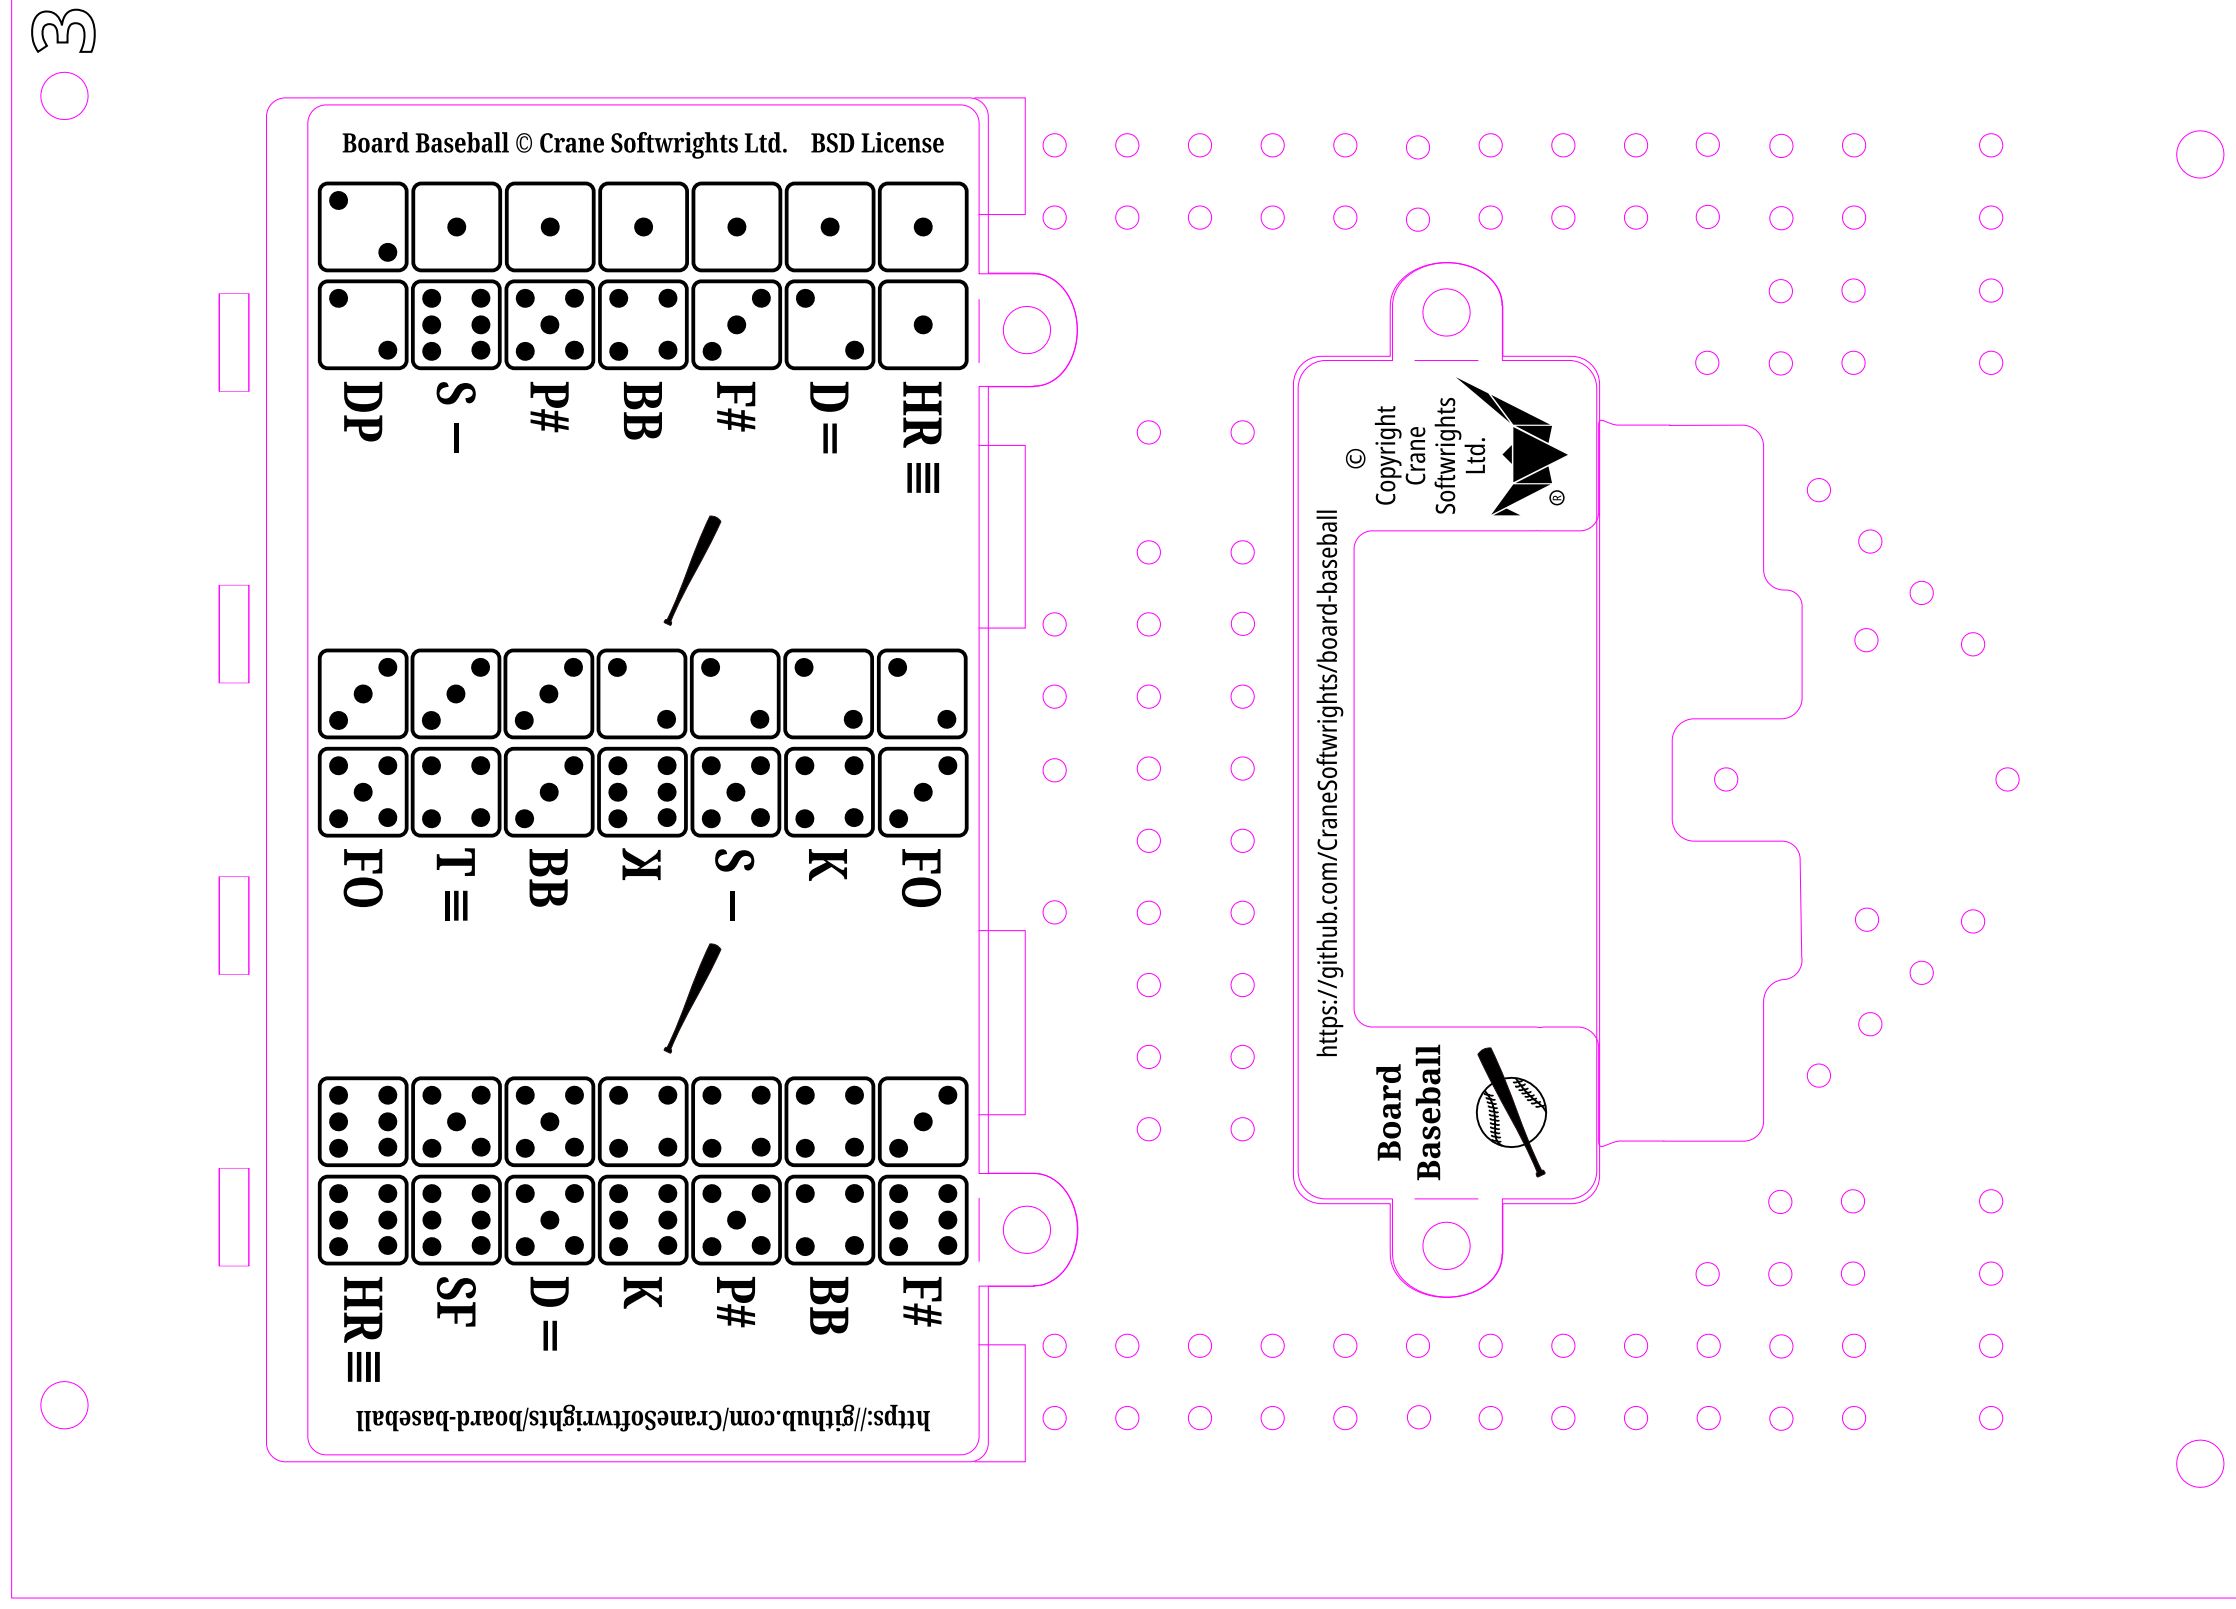 3
Board Baseball © Crane Softwrights Ltd. BSD License
DP
S –
P#
BB
F#
D =
HR ≣
FO
T ≡
BB
ꓘ
S –
K
FO
HR ≣
SF
D =
K
P#
BB
F#
https://github.com/CraneSoftwrights/board-baseball
https://github.com/CraneSoftwrights/board-baseball
©
Copyright
Crane
Softwrights
Ltd.
®
Board
Baseball